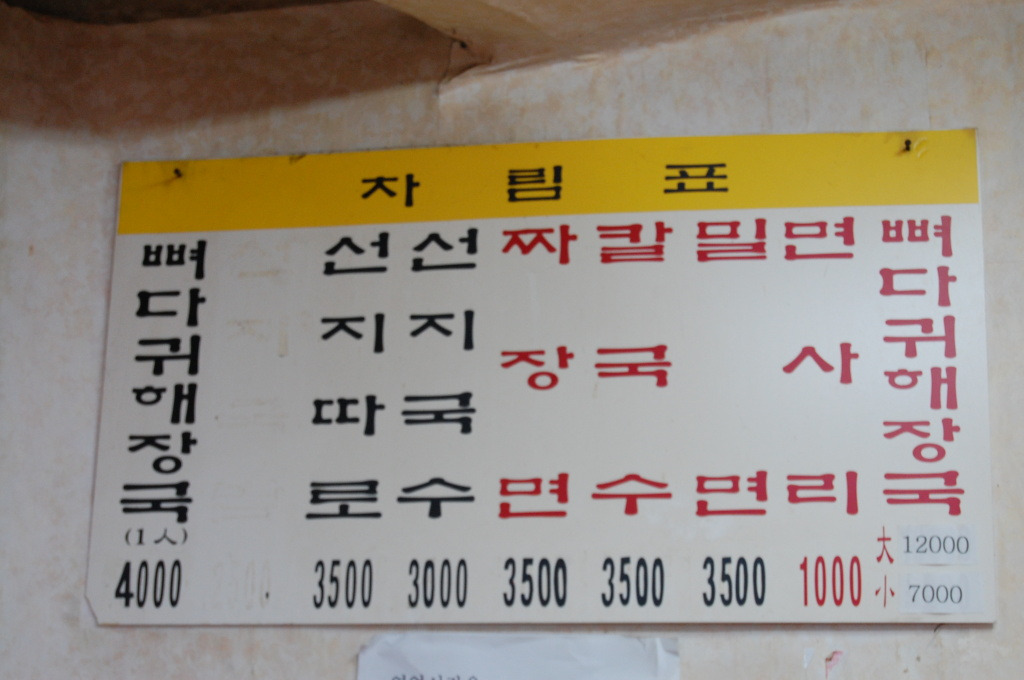 차림표
뼈다귀해장국
(1人)
4000
선지따로
3500
선지국수
3000
짜장면
3500
칼국수
3500
밀면
3500
면사리
1000
뼈다귀해장국
大 12000
小 7000